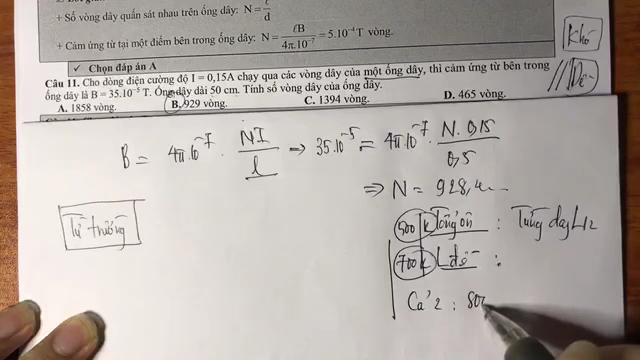 + Số vòng dây quấn sát nhau trên ống dây: N = ℓ/d
+ Cảm ứng từ tại một điểm bên trong ống dây: N = ℓB/4π.10⁻⁷ = 5.10⁻⁴T vòng.
✓ Chọn đáp án A
Câu 11. Cho dòng điện cường độ I = 0,15A chạy qua các vòng dây của một ống dây, thì cảm ứng từ bên trong
ống dây là B = 35.10⁻⁵ T. Ống dây dài 50 cm. Tính số vòng dây của ống dây.
A. 1858 vòng. B. 929 vòng. C. 1394 vòng. D. 465 vòng.
Khó
B = 4π.10⁻⁷ . NI/l → 35.10⁻⁵ = 4π.10⁻⁷ . N.0,15/0,5
⇒ N = 928,4...
Từ trường
500k Tổng ôn : Từng dạng L12
700k L đề :
Cả 2 : 800